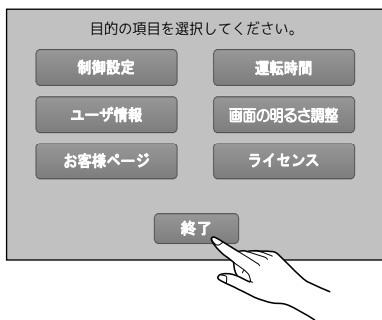 目的の項目を選択してください。
制御設定 運転時間
ユーザ情報 画面の明るさ調整
お客様ページ ライセンス
終了